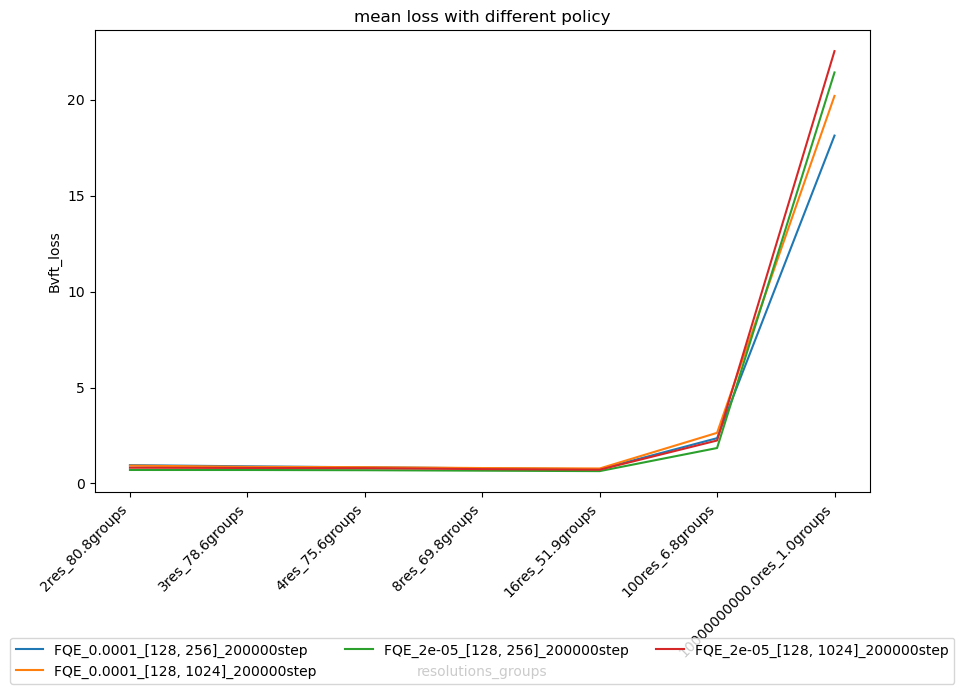 mean loss with different policy
Bvft_loss
20
15
10
5
0
2res_80.8groups
3res_78.6groups
4res_75.6groups
8res_69.8groups
16res_51.9groups
100res_6.8groups
FQE_0.0001_[128, 256]_200000step
FQE_0.0001_[128, 1024]_200000step
FQE_2e-05_[128, 256]_200000step
FQE_2e-05_[128, 1024]_200000step
resolutions_groups